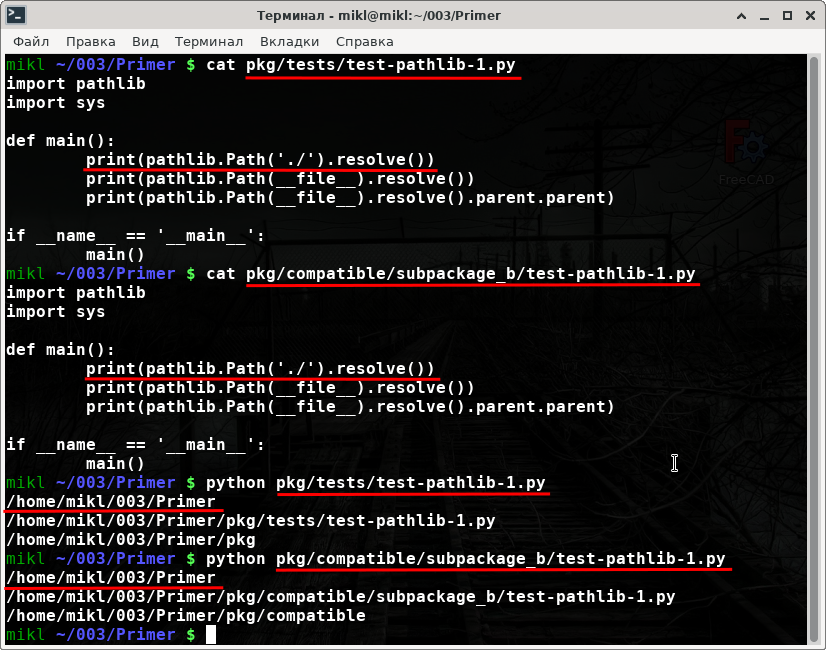 Терминал - mikl@mikl:~/003/Primer
Файл Правка Вид Терминал Вкладки Справка
mikl ~/003/Primer $ cat pkg/tests/test-pathlib-1.py
import pathlib
import sys
def main():
        print(pathlib.Path('./').resolve())
        print(pathlib.Path(__file__).resolve())
        print(pathlib.Path(__file__).resolve().parent.parent)
if __name__ == '__main__':
        main()
mikl ~/003/Primer $ cat pkg/compatible/subpackage_b/test-pathlib-1.py
import pathlib
import sys
def main():
        print(pathlib.Path('./').resolve())
        print(pathlib.Path(__file__).resolve())
        print(pathlib.Path(__file__).resolve().parent.parent)
if __name__ == '__main__':
        main()
mikl ~/003/Primer $ python pkg/tests/test-pathlib-1.py
/home/mikl/003/Primer
/home/mikl/003/Primer/pkg/tests/test-pathlib-1.py
/home/mikl/003/Primer/pkg
mikl ~/003/Primer $ python pkg/compatible/subpackage_b/test-pathlib-1.py
/home/mikl/003/Primer
/home/mikl/003/Primer/pkg/compatible/subpackage_b/test-pathlib-1.py
/home/mikl/003/Primer/pkg/compatible
mikl ~/003/Primer $
FreeCAD